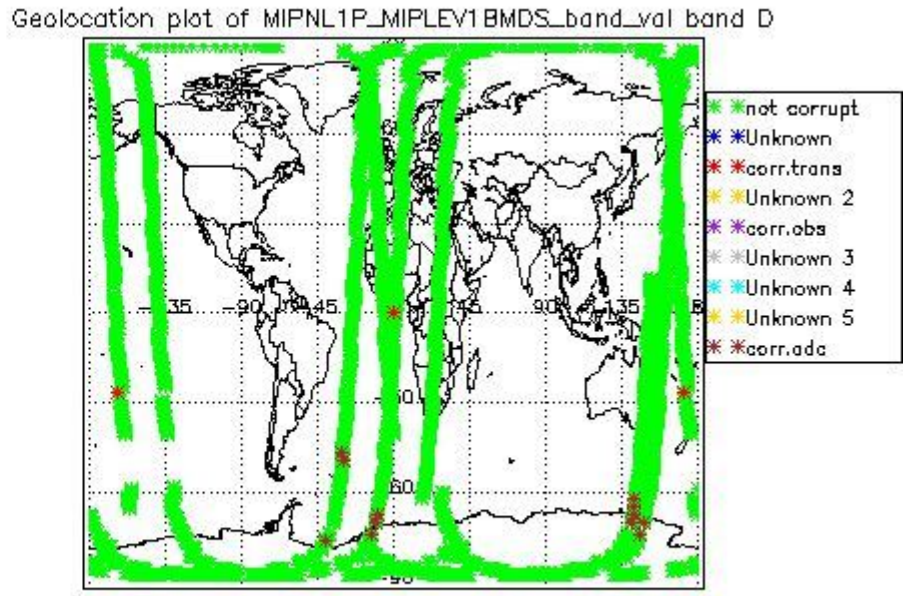 Geolocation plot of MIPNL1P_MIPLEV1BMDS_band_val band D
not corrupt
Unknown
corr.trans
Unknown 2
corr.obs
Unknown 3
Unknown 4
Unknown 5
corr.adc
-135
-90
-45
45
90
135
-60
-90